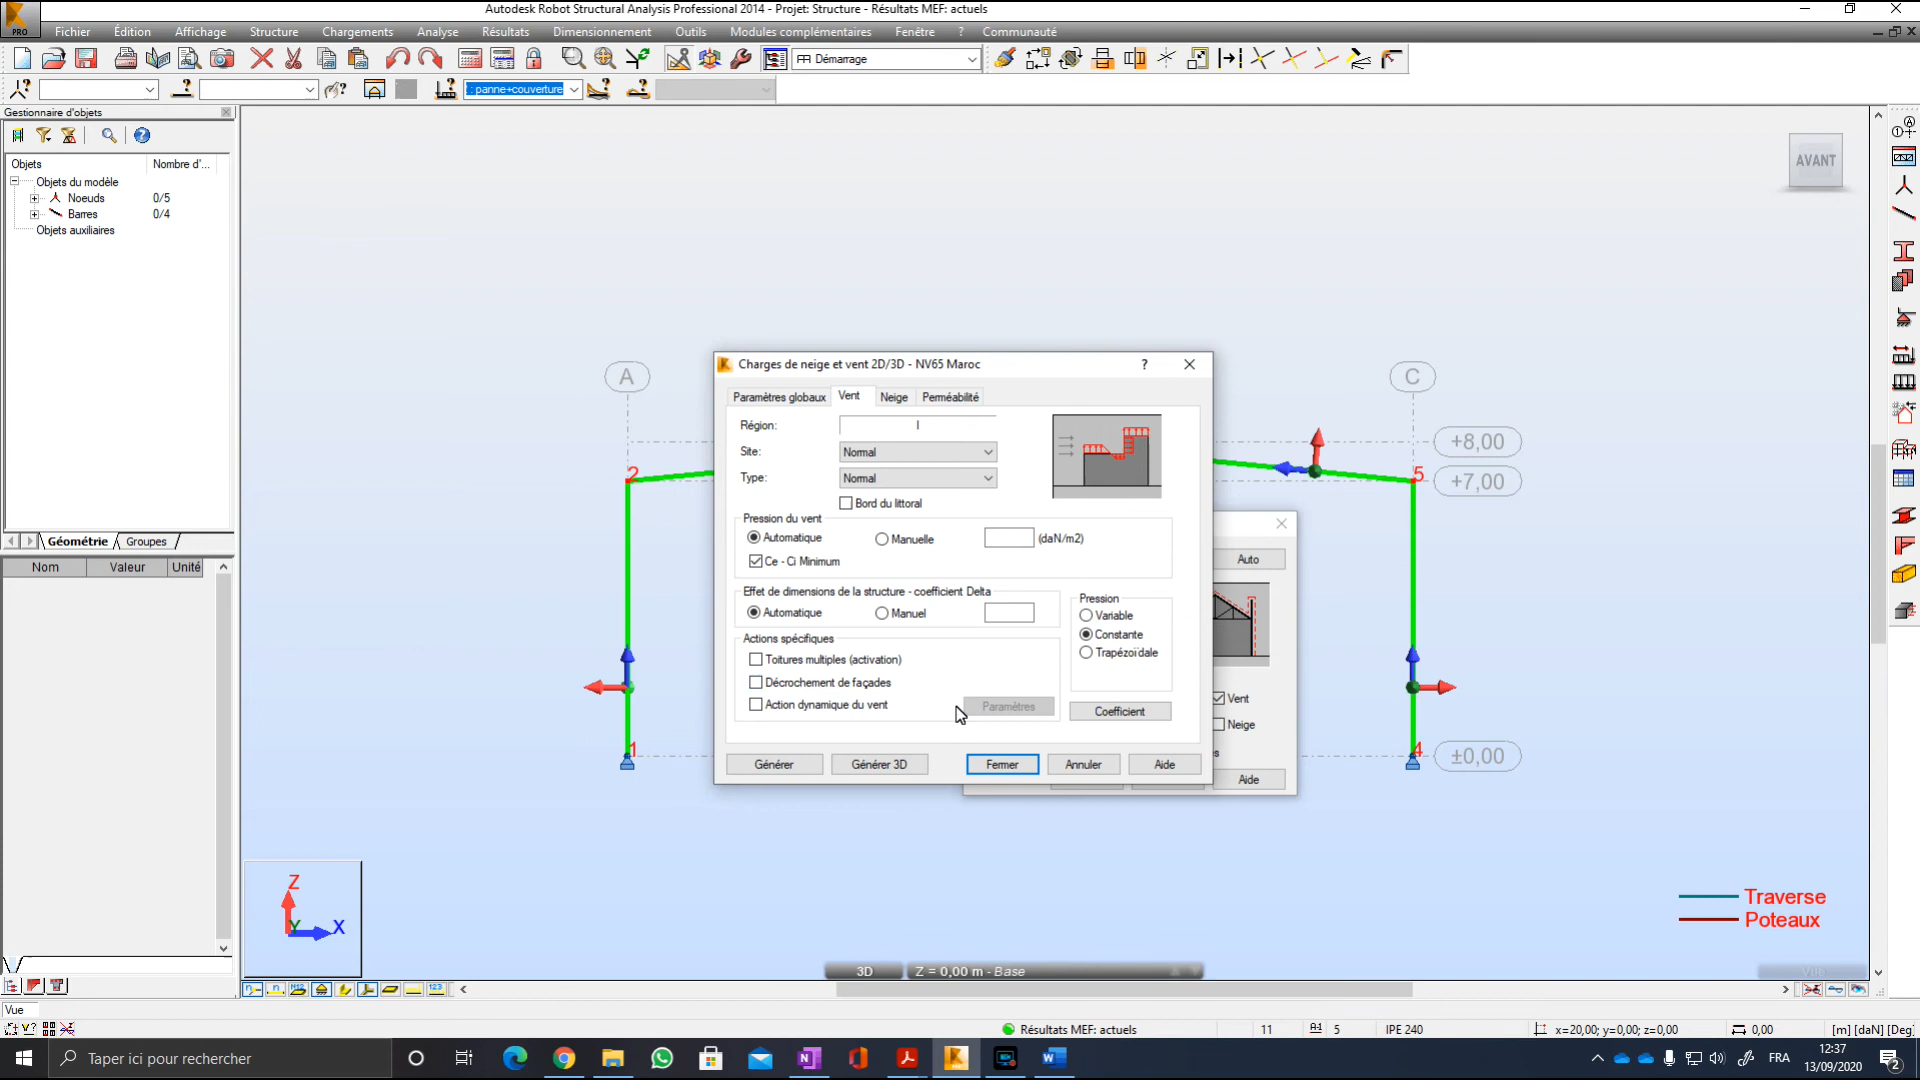 Autodesk Robot Structural Analysis Professional 2014 - Projet: Structure - Résultats MEF: actuels
PRO
Fichier Édition Affichage Structure Chargements Analyse Résultats Dimensionnement Outils Modules complémentaires Fenêtre ? Communauté
Démarrage
: panne+couverture
Gestionnaire d'objets
Objets Nombre d'...
Objets du modèle
Noeuds 0/5
Barres 0/4
Objets auxiliaires
Géométrie Groupes
Nom Valeur Unité
AVANT
A
C
+8,00
+7,00
±0,00
2
5
1
4
Charges de neige et vent 2D/3D - NV65 Maroc
?
Paramètres globaux Vent Neige Perméabilité
Région: I
Site: Normal
Type: Normal
Bord du littoral
Pression du vent
Automatique Manuelle (daN/m2)
Ce - Ci Minimum
Effet de dimensions de la structure - coefficient Delta
Automatique Manuel
Pression
Variable
Constante
Trapézoïdale
Actions spécifiques
Toitures multiples (activation)
Décrochement de façades
Action dynamique du vent
Paramètres
Coefficient
Générer Générer 3D Fermer Annuler Aide
Auto
Vent
Neige
s
Aide
Z
Y X
Traverse
Poteaux
3D Z = 0,00 m - Base
Vue
Vue
Résultats MEF: actuels 11 5 IPE 240 x=20,00; y=0,00; z=0,00 0,00 [m] [daN] [Deg]
Taper ici pour rechercher
FRA
12:37
13/09/2020
2